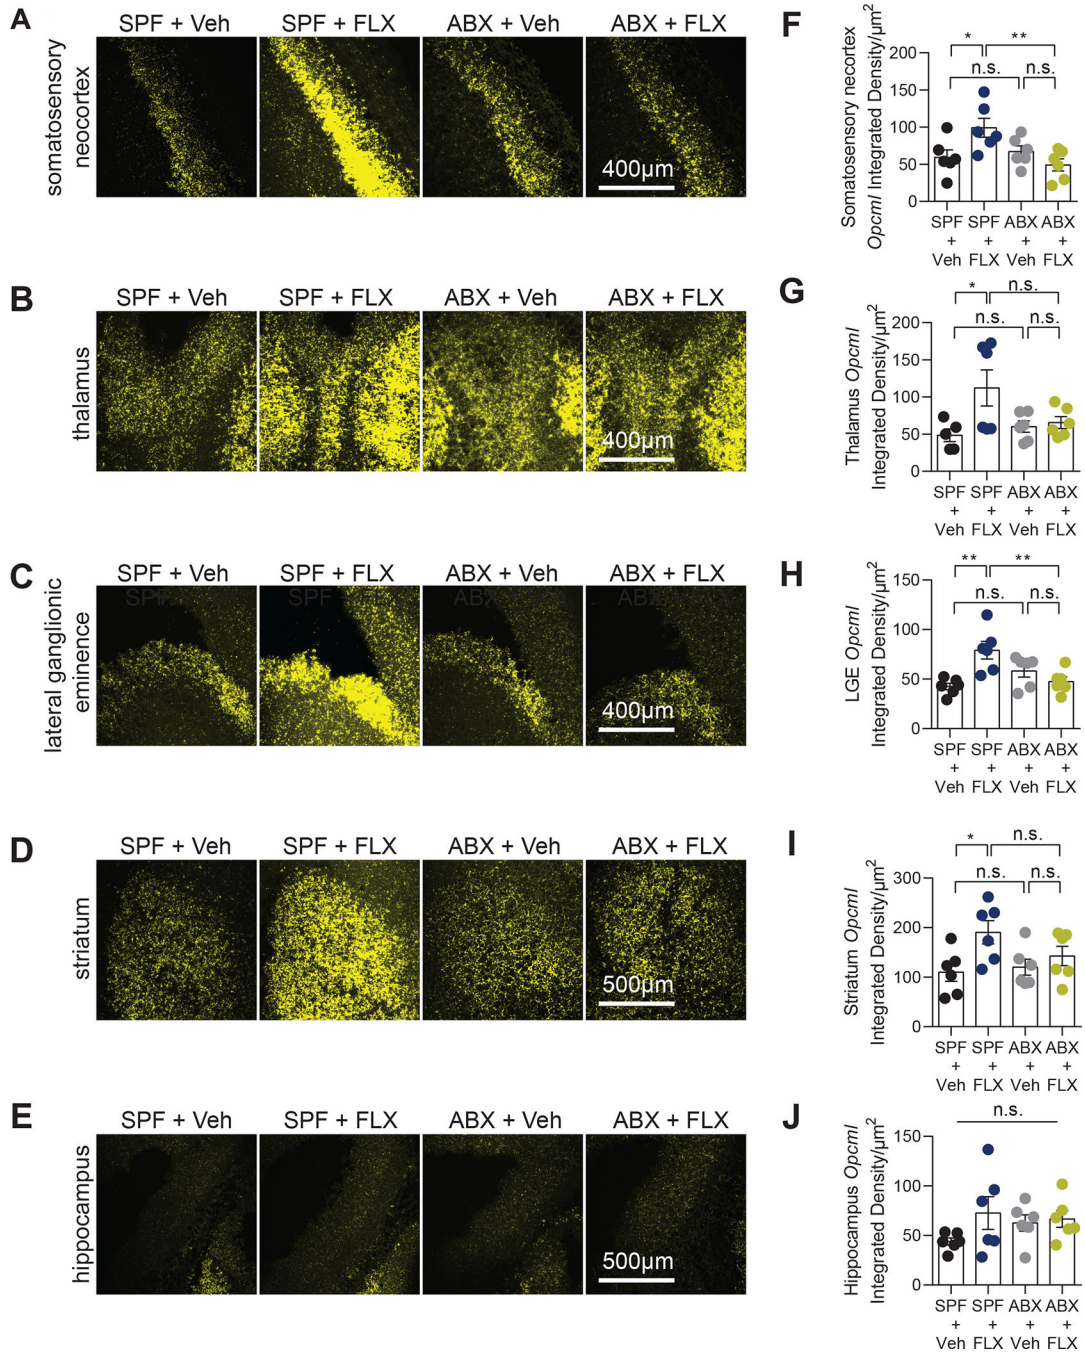 A
SPF + Veh SPF + FLX ABX + Veh ABX + FLX
somatosensory
neocortex
400µm
B
SPF + Veh SPF + FLX ABX + Veh ABX + FLX
thalamus
400µm
C
SPF + Veh SPF + FLX ABX + Veh ABX + FLX
lateral ganglionic
eminence
400µm
D
SPF + Veh SPF + FLX ABX + Veh ABX + FLX
striatum
500µm
E
SPF + Veh SPF + FLX ABX + Veh ABX + FLX
hippocampus
500µm
F
Somatosensory necortex
Opcml Integrated Density/µm2
* **
n.s. n.s.
200
150
100
50
0
SPF SPF ABX ABX
+ + + +
Veh FLX Veh FLX
G
Thalamus Opcml
Integrated Density/µm2
* n.s.
n.s. n.s.
200
150
100
50
0
SPF SPF ABX ABX
+ + + +
Veh FLX Veh FLX
H
LGE Opcml
Integrated Density/µm2
** **
n.s. n.s.
150
100
50
0
SPF SPF ABX ABX
+ + + +
Veh FLX Veh FLX
I
Striatum Opcml
Integrated Density/µm2
* n.s.
n.s. n.s.
300
200
100
0
SPF SPF ABX ABX
+ + + +
Veh FLX Veh FLX
J
Hippocampus Opcml
Integrated Density/µm2
n.s.
150
100
50
0
SPF SPF ABX ABX
+ + + +
Veh FLX Veh FLX